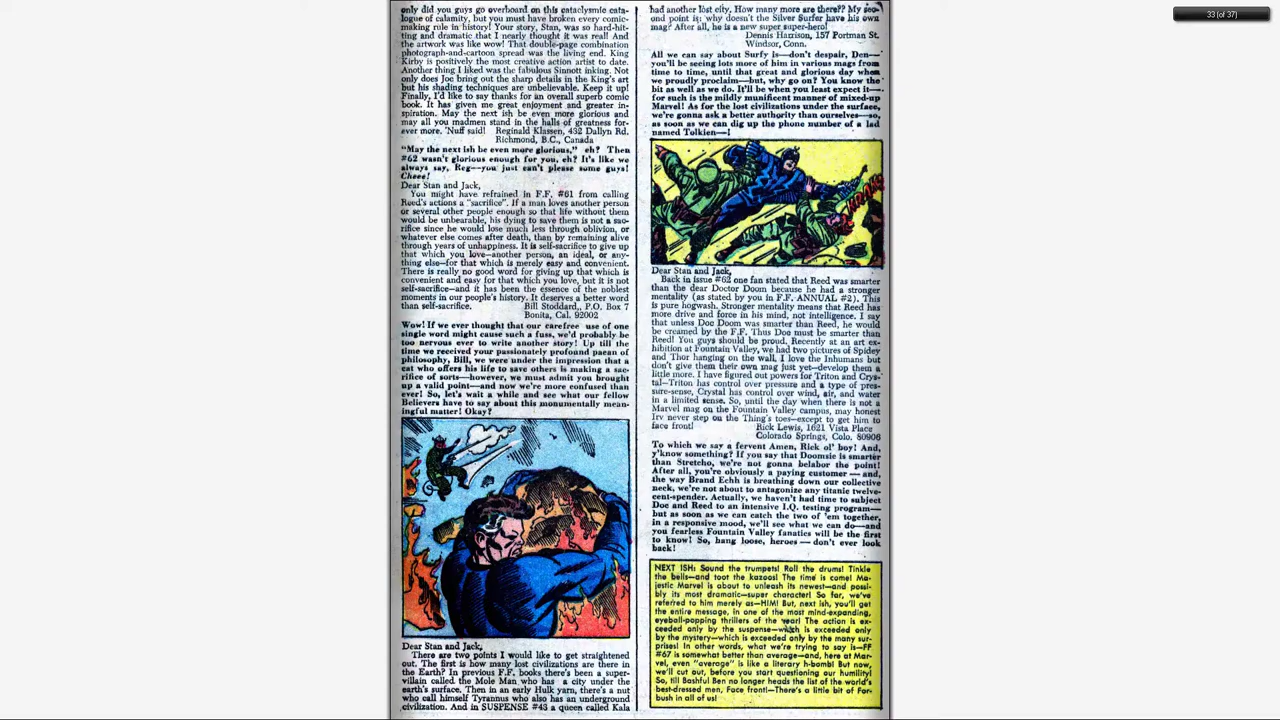 only did you guys go overboard on this cataclysmic cata-
logue of calamity, but you must have broken every comic-
making rule in history! Your story, Stan, was so hard-hit-
ting and dramatic that I nearly thought it was real! And
the artwork was like wow! That double-page combination
photograph-and-cartoon spread was the living end. King
Kirby is positively the most creative action artist to date.
Another thing I liked was the fabulous Sinnott inking. Not
only does Joe bring out the sharp details in the King's art
but his shading techniques are unbelievable. Keep it up!
Finally, I'd like to say thanks for an overall superb comic
book. It has given me great enjoyment and greater in-
spiration. May the next ish be even more glorious and
may all you madmen stand in the halls of greatness for-
ever more. 'Nuff said! Reginald Klassen, 432 Dallyn Rd.
Richmond, B.C., Canada
"May the next ish be even more glorious," eh? Then
#62 wasn't glorious enough for you, eh? It's like we
always say, Reg—you just can't please some guys!
Cheee!
Dear Stan and Jack,
You might have refrained in F.F. #61 from calling
Reed's actions a "sacrifice". If a man loves another person
or several other people enough so that life without them
would be unbearable, his dying to save them is not a sac-
rifice since he would lose much less through oblivion, or
whatever else comes after death, than by remaining alive
through years of unhappiness. It is self-sacrifice to give up
that which you love—another person, an ideal, or any-
thing else—for that which is merely easy and convenient.
There is really no good word for giving up that which is
convenient and easy for that which you love, but it is not
self-sacrifice—and it has been the essence of the noblest
moments in our people's history. It deserves a better word
than self-sacrifice. Bill Stoddard, P.O. Box 7
Bonita, Cal. 92002
Wow! If we ever thought that our carefree use of one
single word might cause such a fuss, we'd probably be
too nervous ever to write another story! Up till the
time we received your passionately profound paean of
philosophy, Bill, we were under the impression that a
cat who offers his life to save others is making a sac-
rifice of sorts—however, we must admit you brought
up a valid point—and now we're more confused than
ever! So, let's wait a while and see what our fellow
Believers have to say about this monumentally mean-
ingful matter! Okay?
Dear Stan and Jack,
There are two points I would like to get straightened
out. The first is how many lost civilizations are there in
the Earth? In previous F.F. books there's been a super-
villain called the Mole Man who has a city under the
earth's surface. Then in an early Hulk yarn, there's a nut
who call himself Tyrannus who also has an underground
civilization. And in SUSPENSE #43 a queen called Kala
had another lost city. How many more are there?? My sec-
ond point is: why doesn't the Silver Surfer have his own
mag? After all, he is a new super super-hero!
Dennis Harrison, 157 Portman St.
Windsor, Conn.
All we can say about Surfy is—don't despair, Den—
you'll be seeing lots more of him in various mags from
time to time, until that great and glorious day when
we proudly proclaim—but, why go on? You know the
bit as well as we do. It'll be when you least expect it—
for such is the mildly munificent manner of mixed-up
Marvel! As for the lost civilizations under the surface,
we're gonna ask a better authority than ourselves—so,
as soon as we can dig up the phone number of a lad
named Tolkien—!
Dear Stan and Jack,
Back in issue #62 one fan stated that Reed was smarter
than the dear Doctor Doom because he had a stronger
mentality (as stated by you in F.F. ANNUAL #2). This
is pure hogwash. Stronger mentality means that Reed has
more drive and force in his mind, not intelligence. I say
that unless Doc Doom was smarter than Reed, he would
be creamed by the F.F. Thus Doc must be smarter than
Reed! You guys should be proud. Recently at an art ex-
hibition at Fountain Valley, we had two pictures of Spidey
and Thor hanging on the wall. I love the Inhumans but
don't give them their own mag just yet—develop them a
little more. I have figured out powers for Triton and Crys-
tal—Triton has control over pressure and a type of pres-
sure-sense, Crystal has control over wind, air, and water
in a limited sense. So, until the day when there is not a
Marvel mag on the Fountain Valley campus, may honest
Irv never step on the Thing's toes—except to get him to
face front! Rick Lewis, 1621 Vista Place
Colorado Springs, Colo. 80906
To which we say a fervent Amen, Rick ol' boy! And,
y'know something? If you say that Doomsie is smarter
than Stretcho, we're not gonna belabor the point!
After all, you're obviously a paying customer — and,
the way Brand Echh is breathing down our collective
neck, we're not about to antagonize any titanic twelve-
cent-spender. Actually, we haven't had time to subject
Doc and Reed to an intensive I.Q. testing program—
but as soon as we can catch the two of 'em together,
in a responsive mood, we'll see what we can do—and
you fearless Fountain Valley fanatics will be the first
to know! So, hang loose, heroes — don't ever look
back!
NEXT ISH: Sound the trumpets! Roll the drums! Tinkle
the bells—and toot the kazoos! The time is come! Ma-
jestic Marvel is about to unleash its newest—and possi-
bly its most dramatic—super character! So far, we've
referred to him merely as—HIM! But, next ish, you'll get
the entire message, in one of the most mind-expanding,
eyeball-popping thrillers of the year! The action is ex-
ceeded only by the suspense—which is exceeded only
by the mystery—which is exceeded only by the many sur-
prises! In other words, what we're trying to say is—FF
#67 is somewhat better than average—and, here at Mar-
vel, even "average" is like a literary h-bomb! But now,
we'll cut out, before you start questioning our humility!
So, till Bashful Ben no longer heads the list of the world's
best-dressed men, Face front!—There's a little bit of For-
bush in all of us!
33 (of 37)